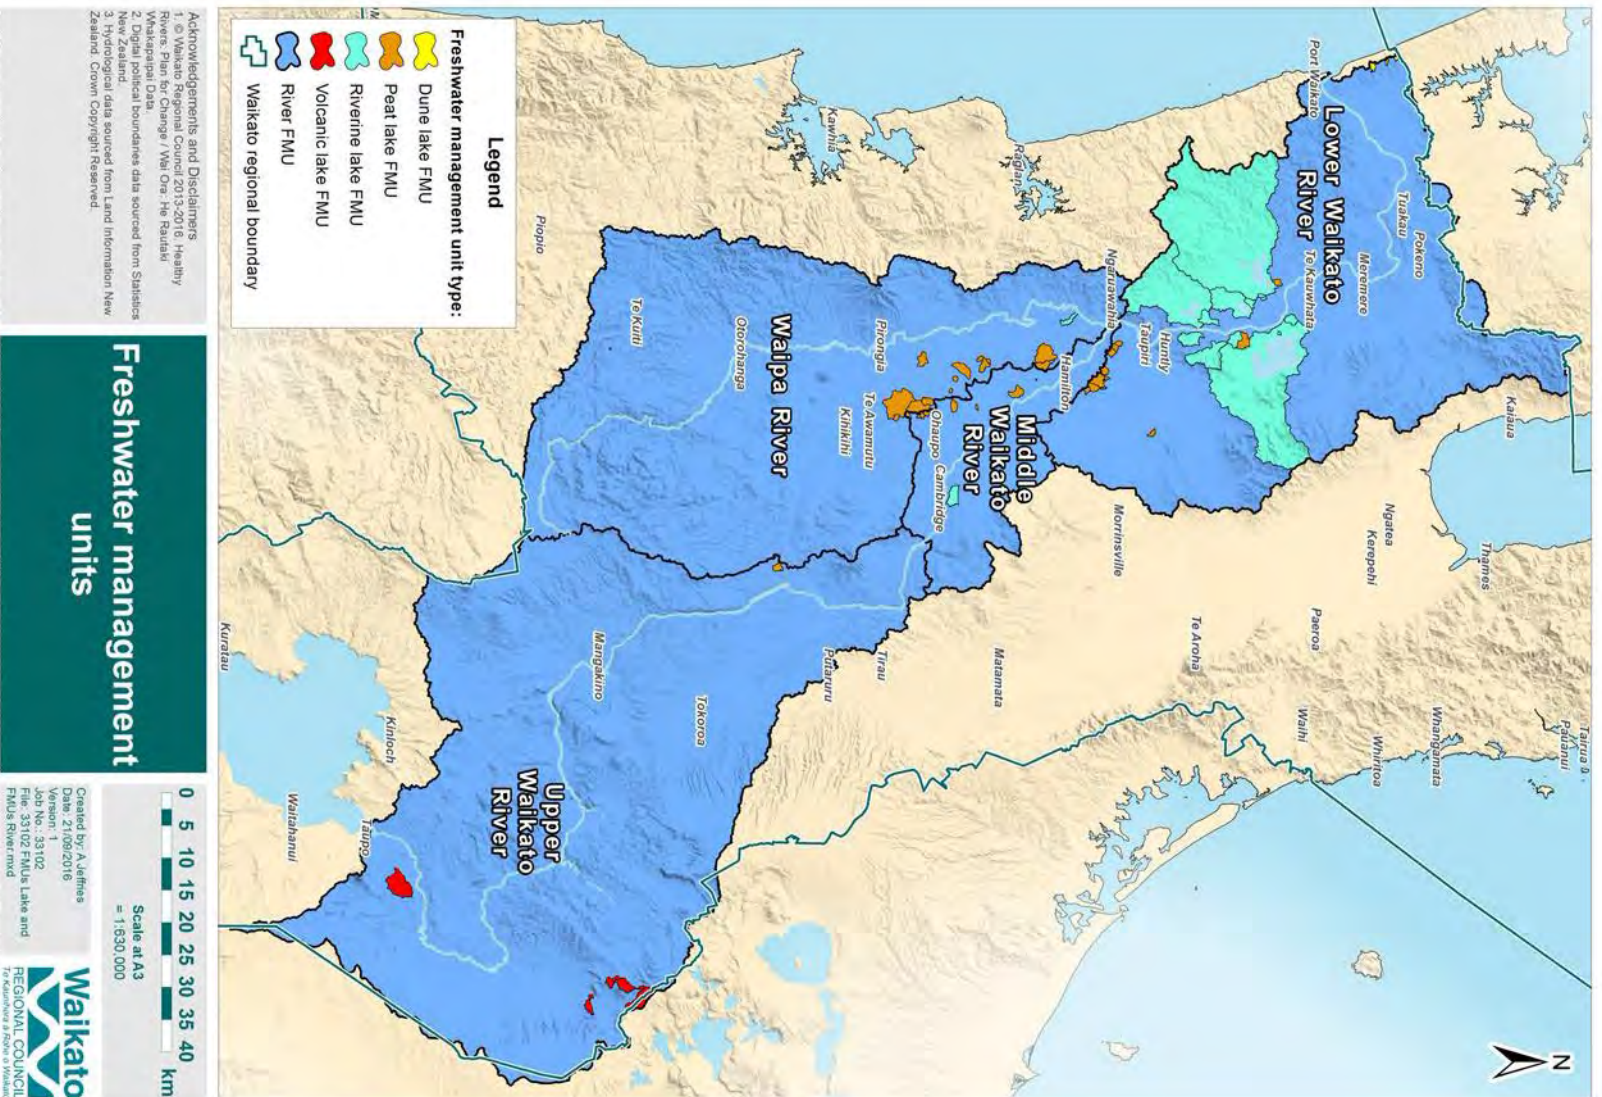 Legend
Freshwater management unit type:
Dune lake FMU
Peat lake FMU
Riverine lake FMU
Volcanic lake FMU
River FMU
Waikato regional boundary
N
Port Waikato
Tuakau
Pokeno
Meremere
Lower Waikato
River
Te Kauwhata
Kaiaua
Thames
Ngatea
Kerepehi
Paeroa
Te Aroha
Waihi
Whiritoa
Whangamata
Tairua &
Pauanui
Huntly
Taupiri
Ngaruawahia
Raglan
Hamilton
Morrinsville
Middle
Waikato
River
Ohaupo
Cambridge
Matamata
Kawhia
Pirongia
Te Awamutu
Kihikihi
Tirau
Putaruru
Waipa River
Otorohanga
Te Kuiti
Piopio
Tokoroa
Mangakino
Upper
Waikato
River
Kinloch
Taupo
Waitahanui
Kuratau
Acknowledgements and Disclaimers
1. © Waikato Regional Council 2013-2016. Healthy
Rivers: Plan for Change / Wai Ora : He Rautaki
Whakapaipai Data.
2. Digital political boundaries data sourced from Statistics
New Zealand.
3. Hydrological data sourced from Land Information New
Zealand. Crown Copyright Reserved.
Freshwater management
units
0 5 10 15 20 25 30 35 40 km
Scale at A3
= 1:630,000
Created by: A Jeffries
Date: 21/09/2016
Version: 1
Job No.: 33102
File: 33102 FMUs Lake and
FMUs River.mxd
Waikato
REGIONAL COUNCIL